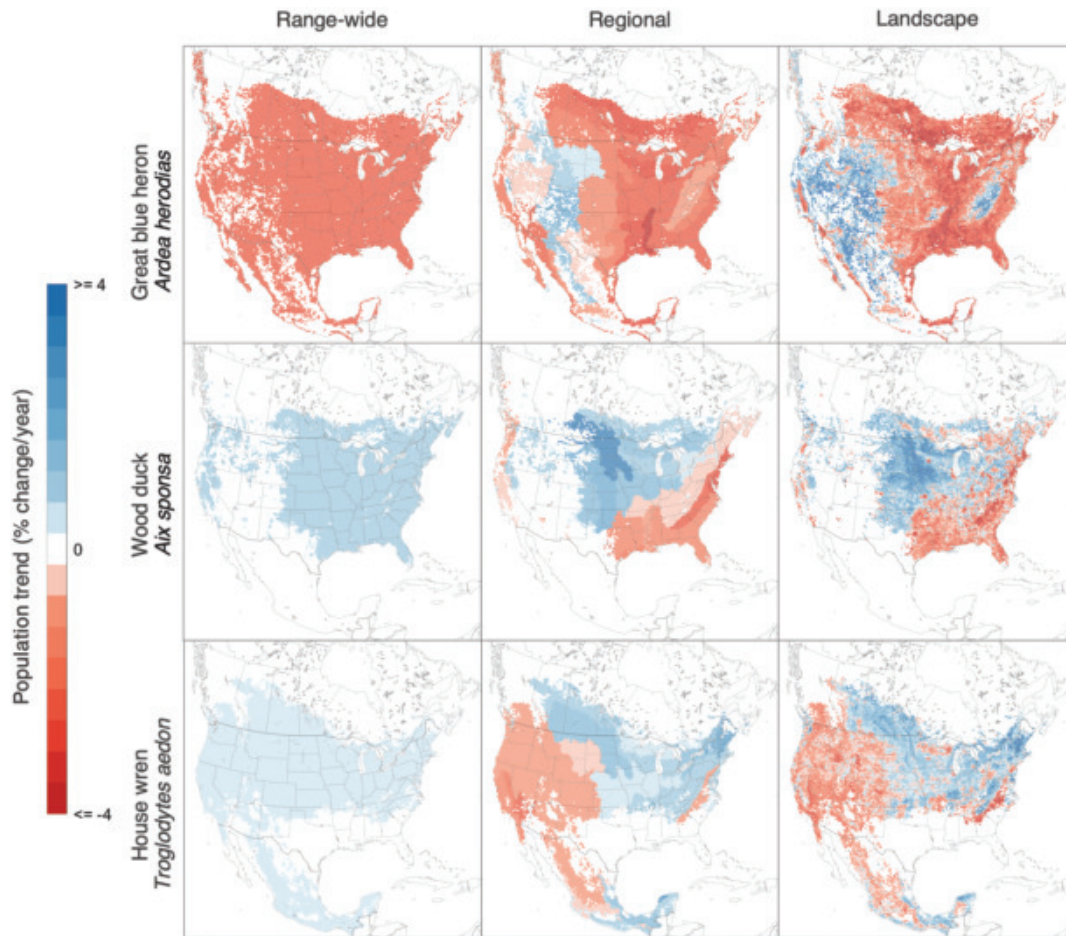 Range-wide
Regional
Landscape
Great blue heron
Ardea herodias
Wood duck
Aix sponsa
House wren
Troglodytes aedon
Population trend (% change/year)
>= 4
0
<= -4